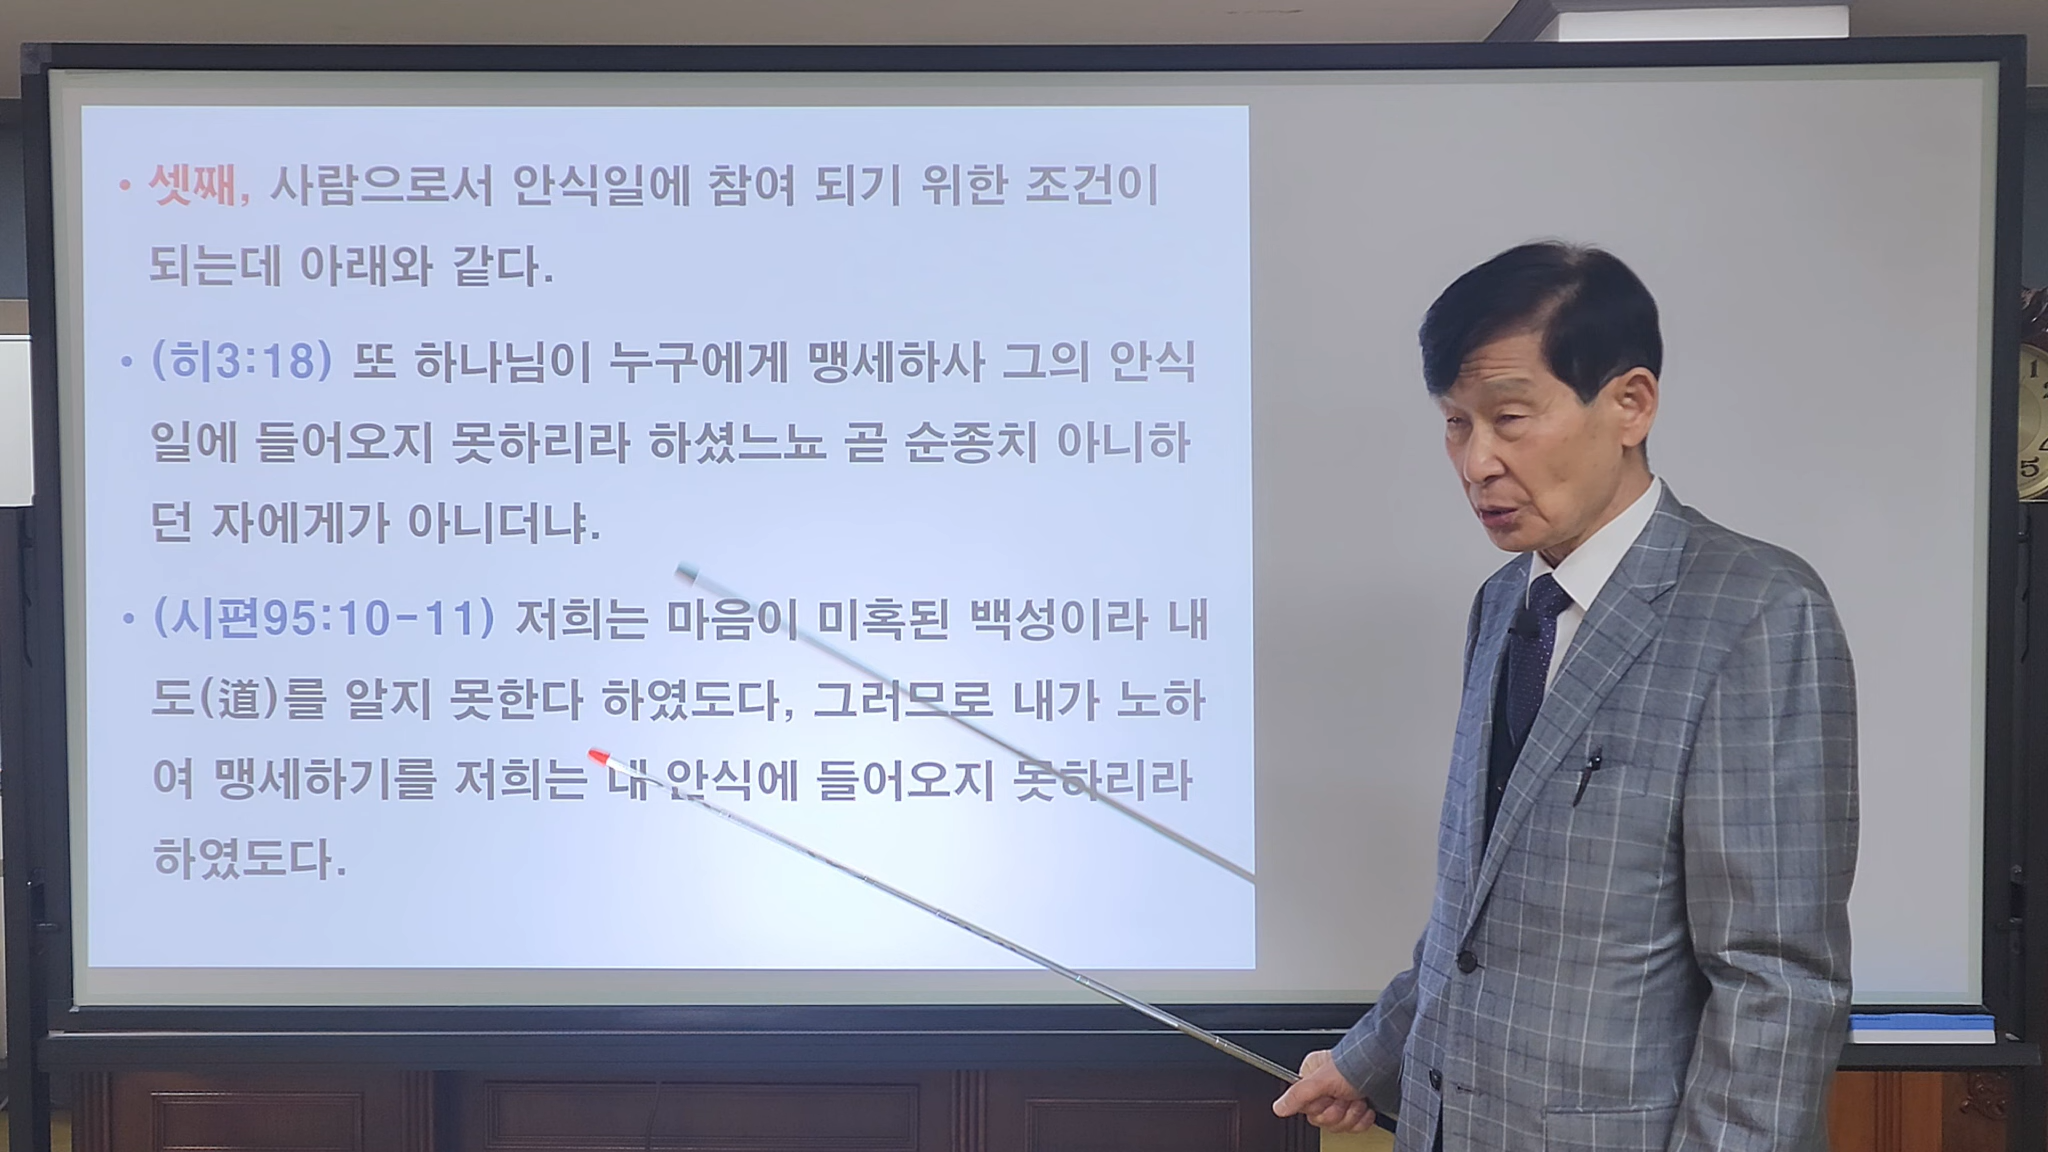 • 셋째, 사람으로서 안식일에 참여 되기 위한 조건이
되는데 아래와 같다.
• (히3:18) 또 하나님이 누구에게 맹세하사 그의 안식
일에 들어오지 못하리라 하셨느뇨 곧 순종치 아니하
던 자에게가 아니더냐.
• (시편95:10-11) 저희는 마음이 미혹된 백성이라 내
도(道)를 알지 못한다 하였도다, 그러므로 내가 노하
여 맹세하기를 저희는 내 안식에 들어오지 못하리라
하였도다.
1
2
4
5